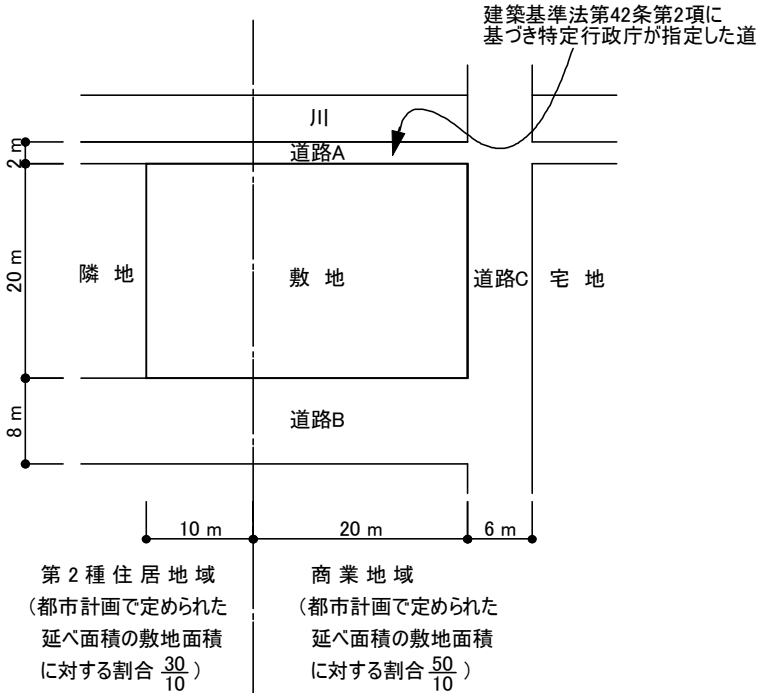 建築基準法第42条第2項に
基づき特定行政庁が指定した道
川
2 m
道路A
20 m
隣 地
敷 地
道路C
宅 地
道路B
8 m
10 m
20 m
6 m
第 2 種 住 居 地 域
（都市計画で定められた
延べ面積の敷地面積
に対する割合 30/10 ）
商 業 地 域
（都市計画で定められた
延べ面積の敷地面積
に対する割合 50/10 ）